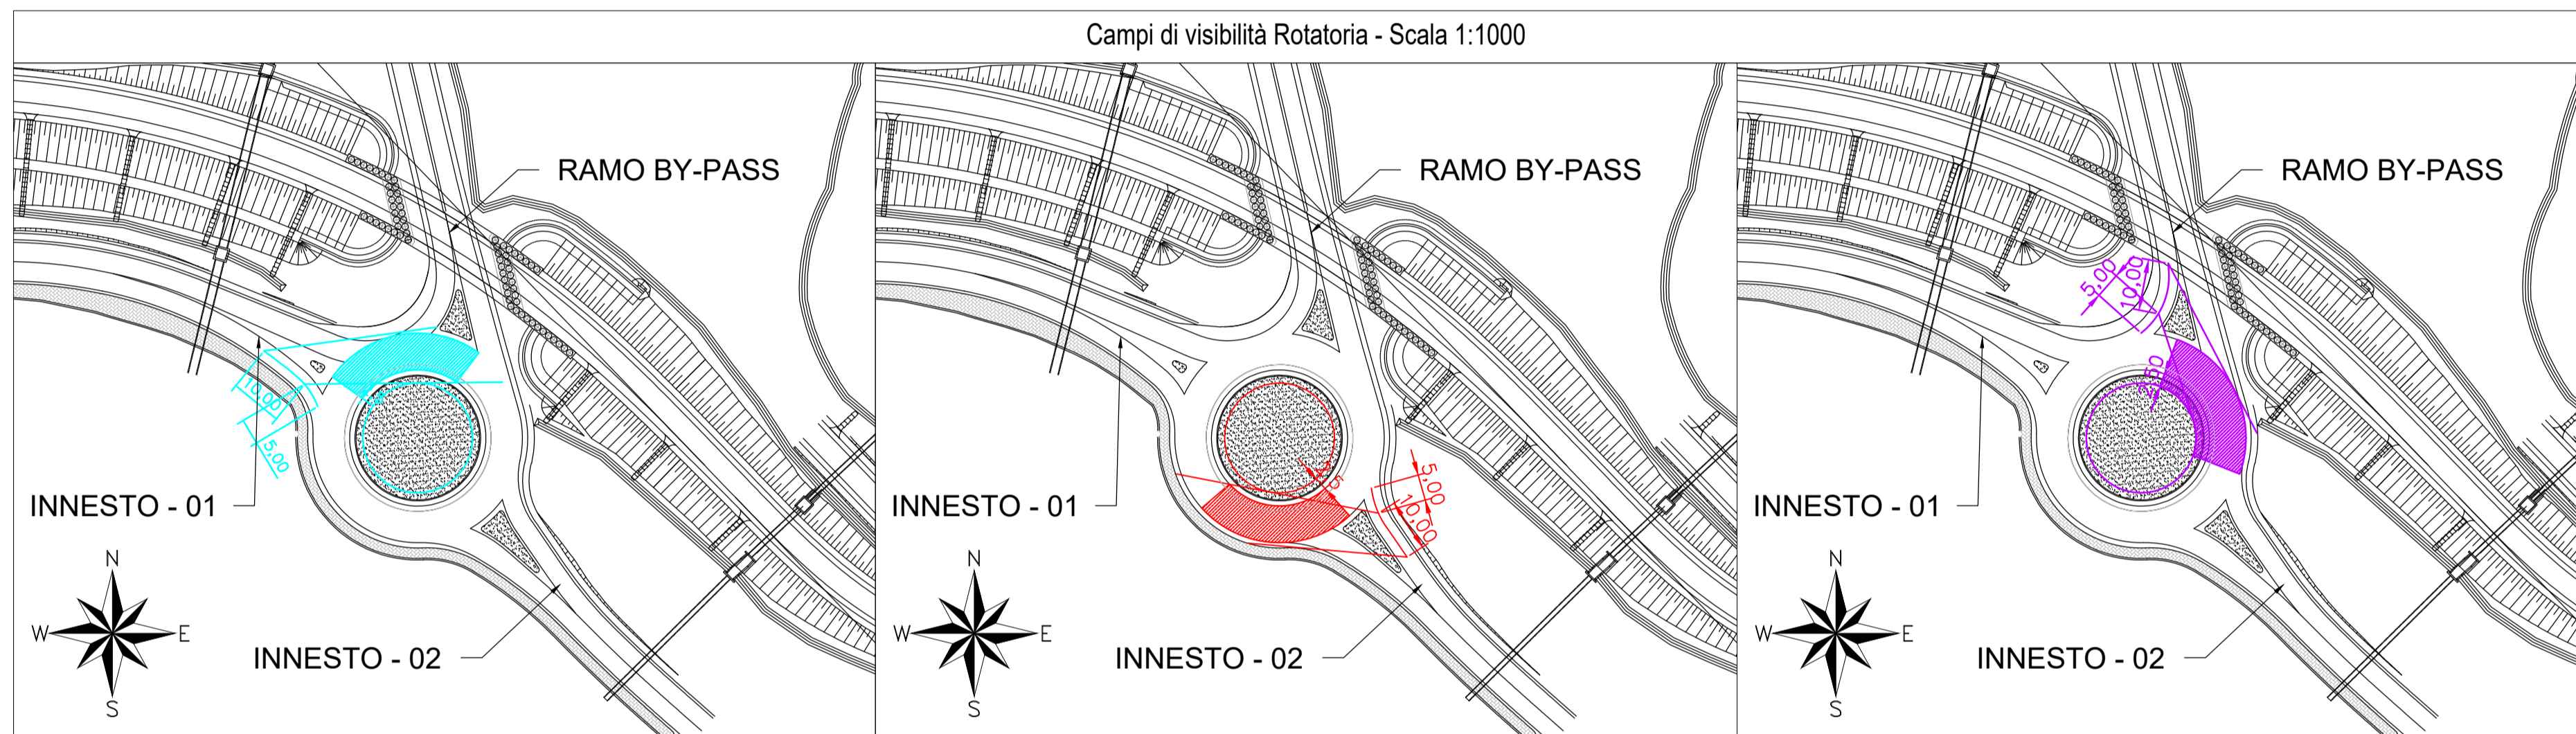 Campi di visibilità Rotatoria - Scala 1:1000
RAMO BY-PASS
10,00
5,00
INNESTO - 01
N
W
E
S
INNESTO - 02
RAMO BY-PASS
5,00
10,00
INNESTO - 01
N
W
E
S
INNESTO - 02
RAMO BY-PASS
5,00
10,00
2,50
INNESTO - 01
N
W
E
S
INNESTO - 02